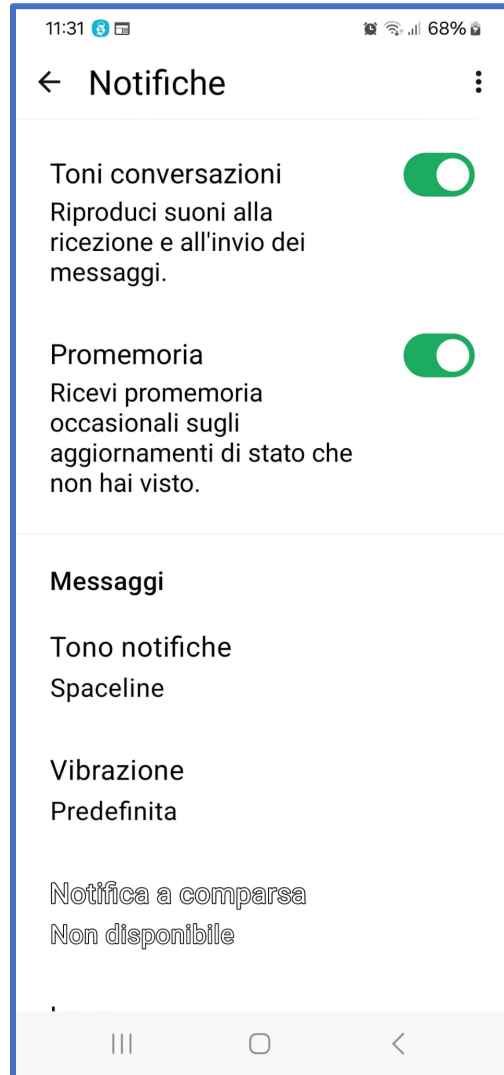 11:31 68%
Notifiche
Toni conversazioni
Riproduci suoni alla
ricezione e all'invio dei
messaggi.
Promemoria
Ricevi promemoria
occasionali sugli
aggiornamenti di stato che
non hai visto.
Messaggi
Tono notifiche
Spaceline
Vibrazione
Predefinita
Notifica a comparsa
Non disponibile